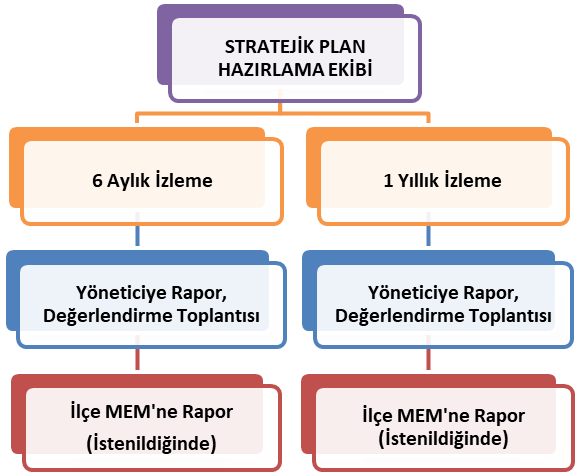 STRATEJİK PLAN
HAZIRLAMA EKİBİ
6 Aylık İzleme
1 Yıllık İzleme
Yöneticiye Rapor,
Değerlendirme Toplantısı
Yöneticiye Rapor,
Değerlendirme Toplantısı
İlçe MEM'ne Rapor
(İstenildiğinde)
İlçe MEM'ne Rapor
(İstenildiğinde)